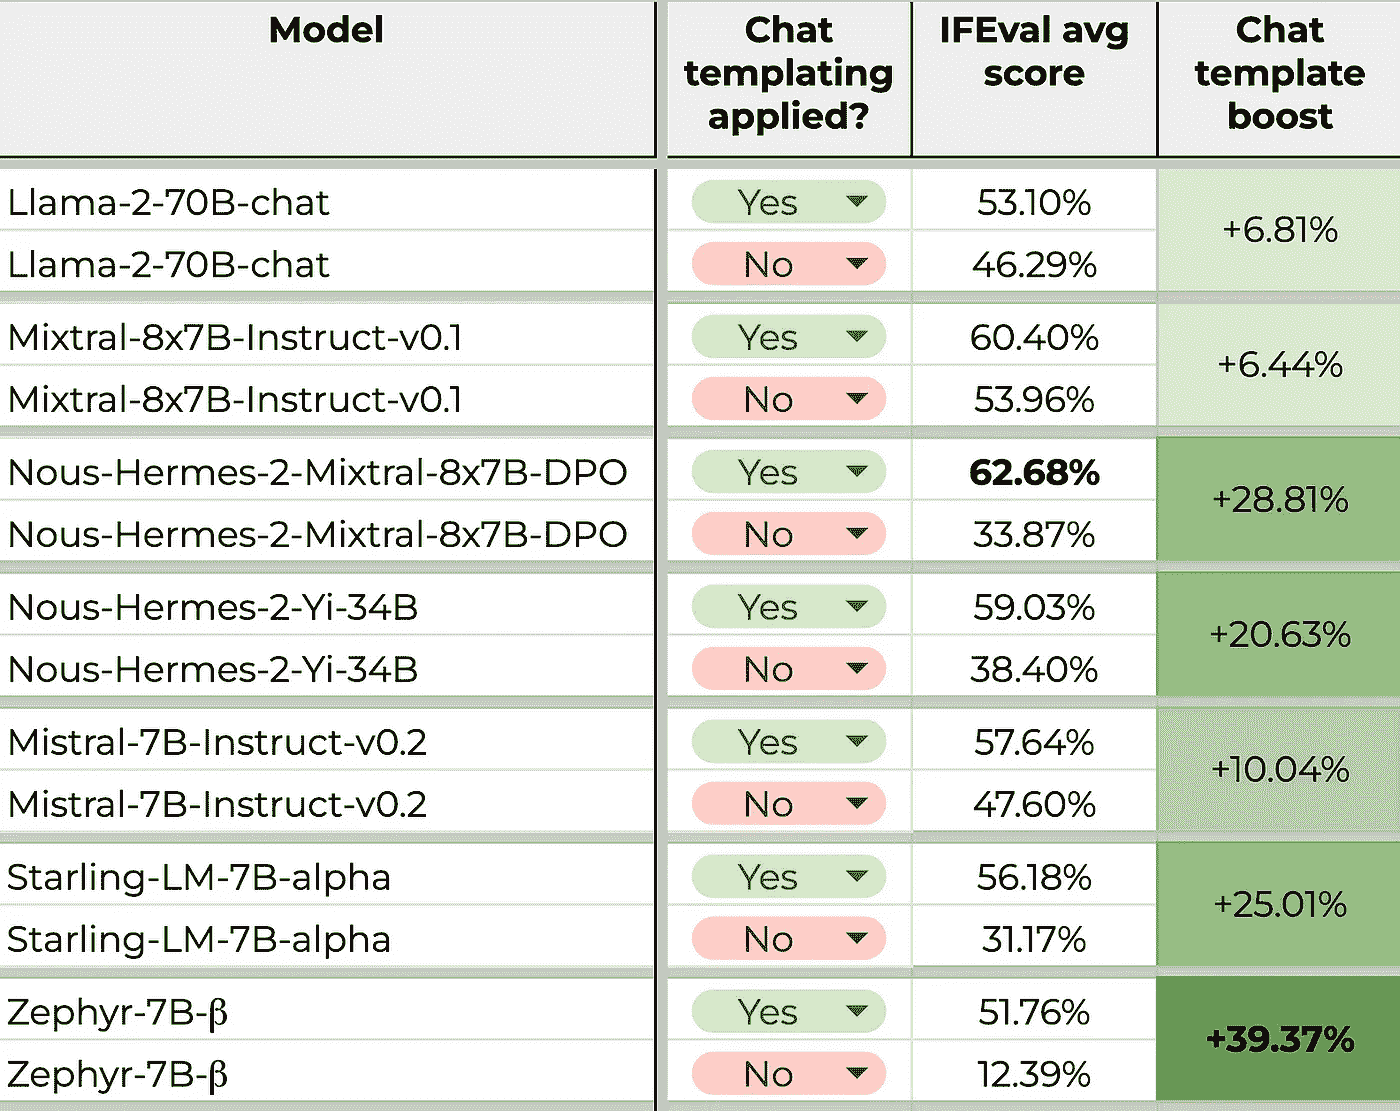 Model Chat templating applied? IFEval avg score Chat template boost
Llama-2-70B-chat Yes 53.10% +6.81%
Llama-2-70B-chat No 46.29%
Mixtral-8x7B-Instruct-v0.1 Yes 60.40% +6.44%
Mixtral-8x7B-Instruct-v0.1 No 53.96%
Nous-Hermes-2-Mixtral-8x7B-DPO Yes 62.68% +28.81%
Nous-Hermes-2-Mixtral-8x7B-DPO No 33.87%
Nous-Hermes-2-Yi-34B Yes 59.03% +20.63%
Nous-Hermes-2-Yi-34B No 38.40%
Mistral-7B-Instruct-v0.2 Yes 57.64% +10.04%
Mistral-7B-Instruct-v0.2 No 47.60%
Starling-LM-7B-alpha Yes 56.18% +25.01%
Starling-LM-7B-alpha No 31.17%
Zephyr-7B-β Yes 51.76% +39.37%
Zephyr-7B-β No 12.39%